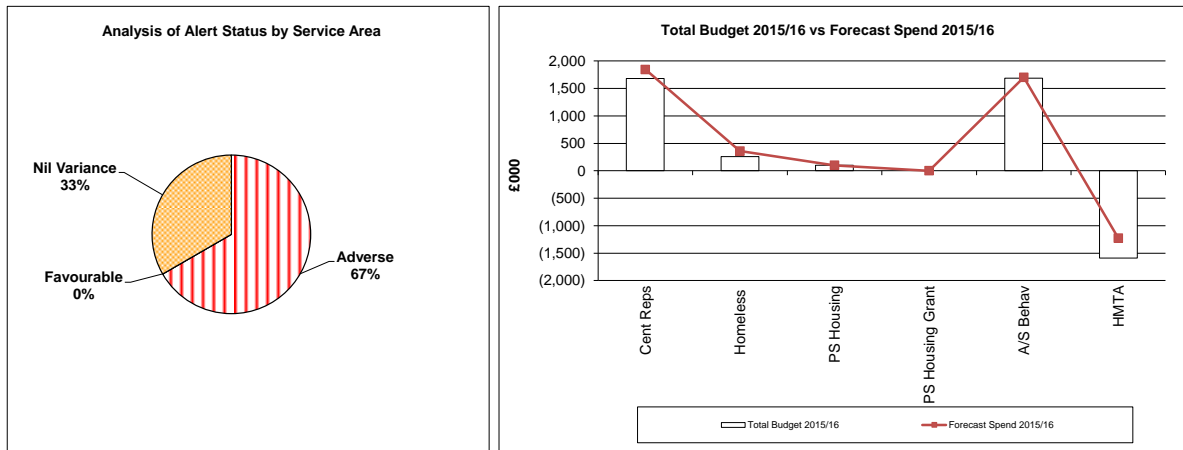 Analysis of Alert Status by Service Area
Nil Variance
33%
Favourable
0%
Adverse
67%
Total Budget 2015/16 vs Forecast Spend 2015/16
£000
2,000
1,500
1,000
500
0
(500)
(1,000)
(1,500)
(2,000)
Cent Reps
Homeless
PS Housing
PS Housing Grant
A/S Behav
HMTA
Total Budget 2015/16
Forecast Spend 2015/16